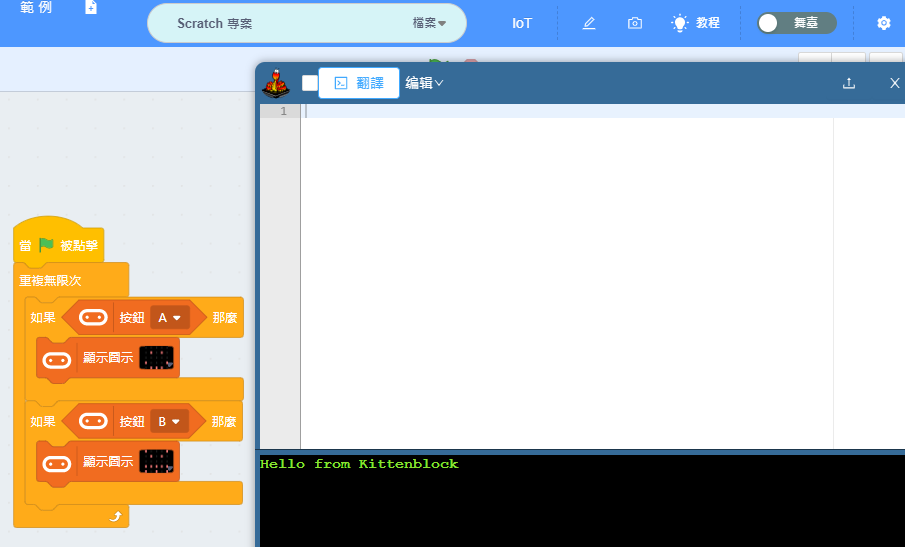 範例
Scratch 專案
檔案
IoT
教程
舞臺
翻譯
编辑
X
1
當 被點擊
重複無限次
如果 按鈕 A 那麼
顯示圖示
如果 按鈕 B 那麼
顯示圖示
Hello from Kittenblock